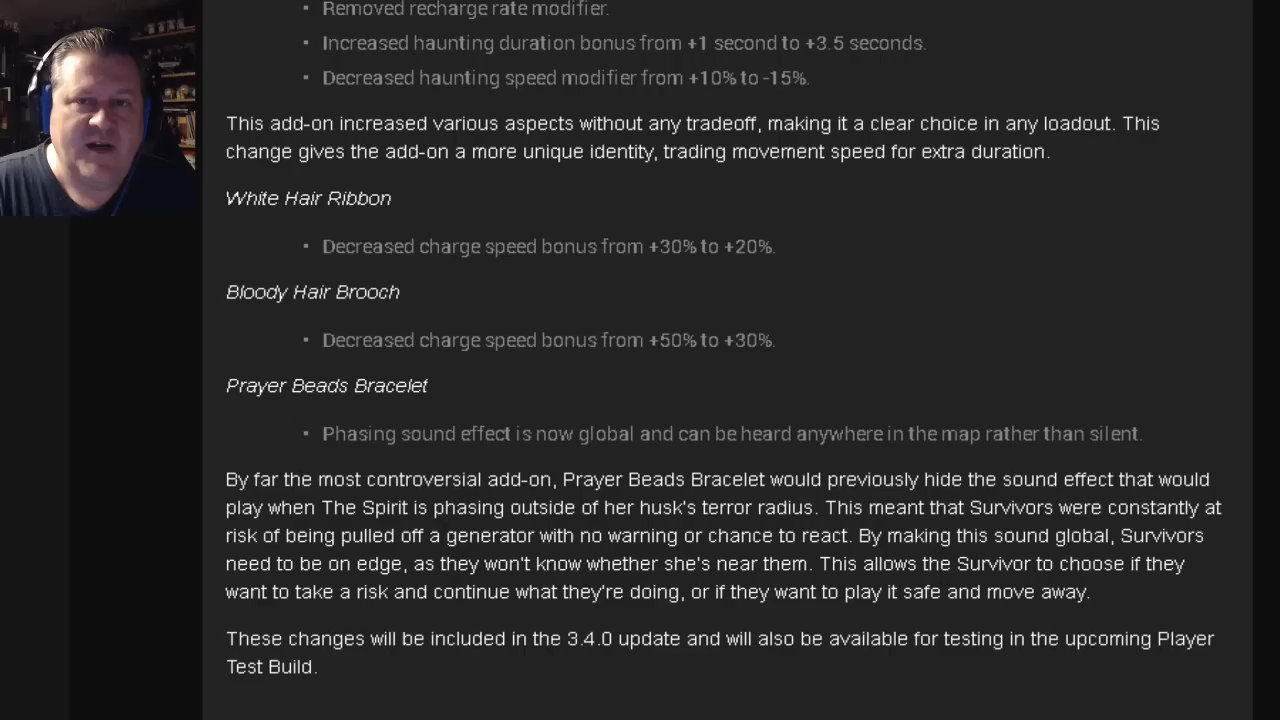 • Removed recharge rate modifier.
• Increased haunting duration bonus from +1 second to +3.5 seconds.
• Decreased haunting speed modifier from +10% to -15%.
This add-on increased various aspects without any tradeoff, making it a clear choice in any loadout. This
change gives the add-on a more unique identity, trading movement speed for extra duration.
White Hair Ribbon
• Decreased charge speed bonus from +30% to +20%.
Bloody Hair Brooch
• Decreased charge speed bonus from +50% to +30%.
Prayer Beads Bracelet
• Phasing sound effect is now global and can be heard anywhere in the map rather than silent.
By far the most controversial add-on, Prayer Beads Bracelet would previously hide the sound effect that would
play when The Spirit is phasing outside of her husk's terror radius. This meant that Survivors were constantly at
risk of being pulled off a generator with no warning or chance to react. By making this sound global, Survivors
need to be on edge, as they won't know whether she's near them. This allows the Survivor to choose if they
want to take a risk and continue what they're doing, or if they want to play it safe and move away.
These changes will be included in the 3.4.0 update and will also be available for testing in the upcoming Player
Test Build.